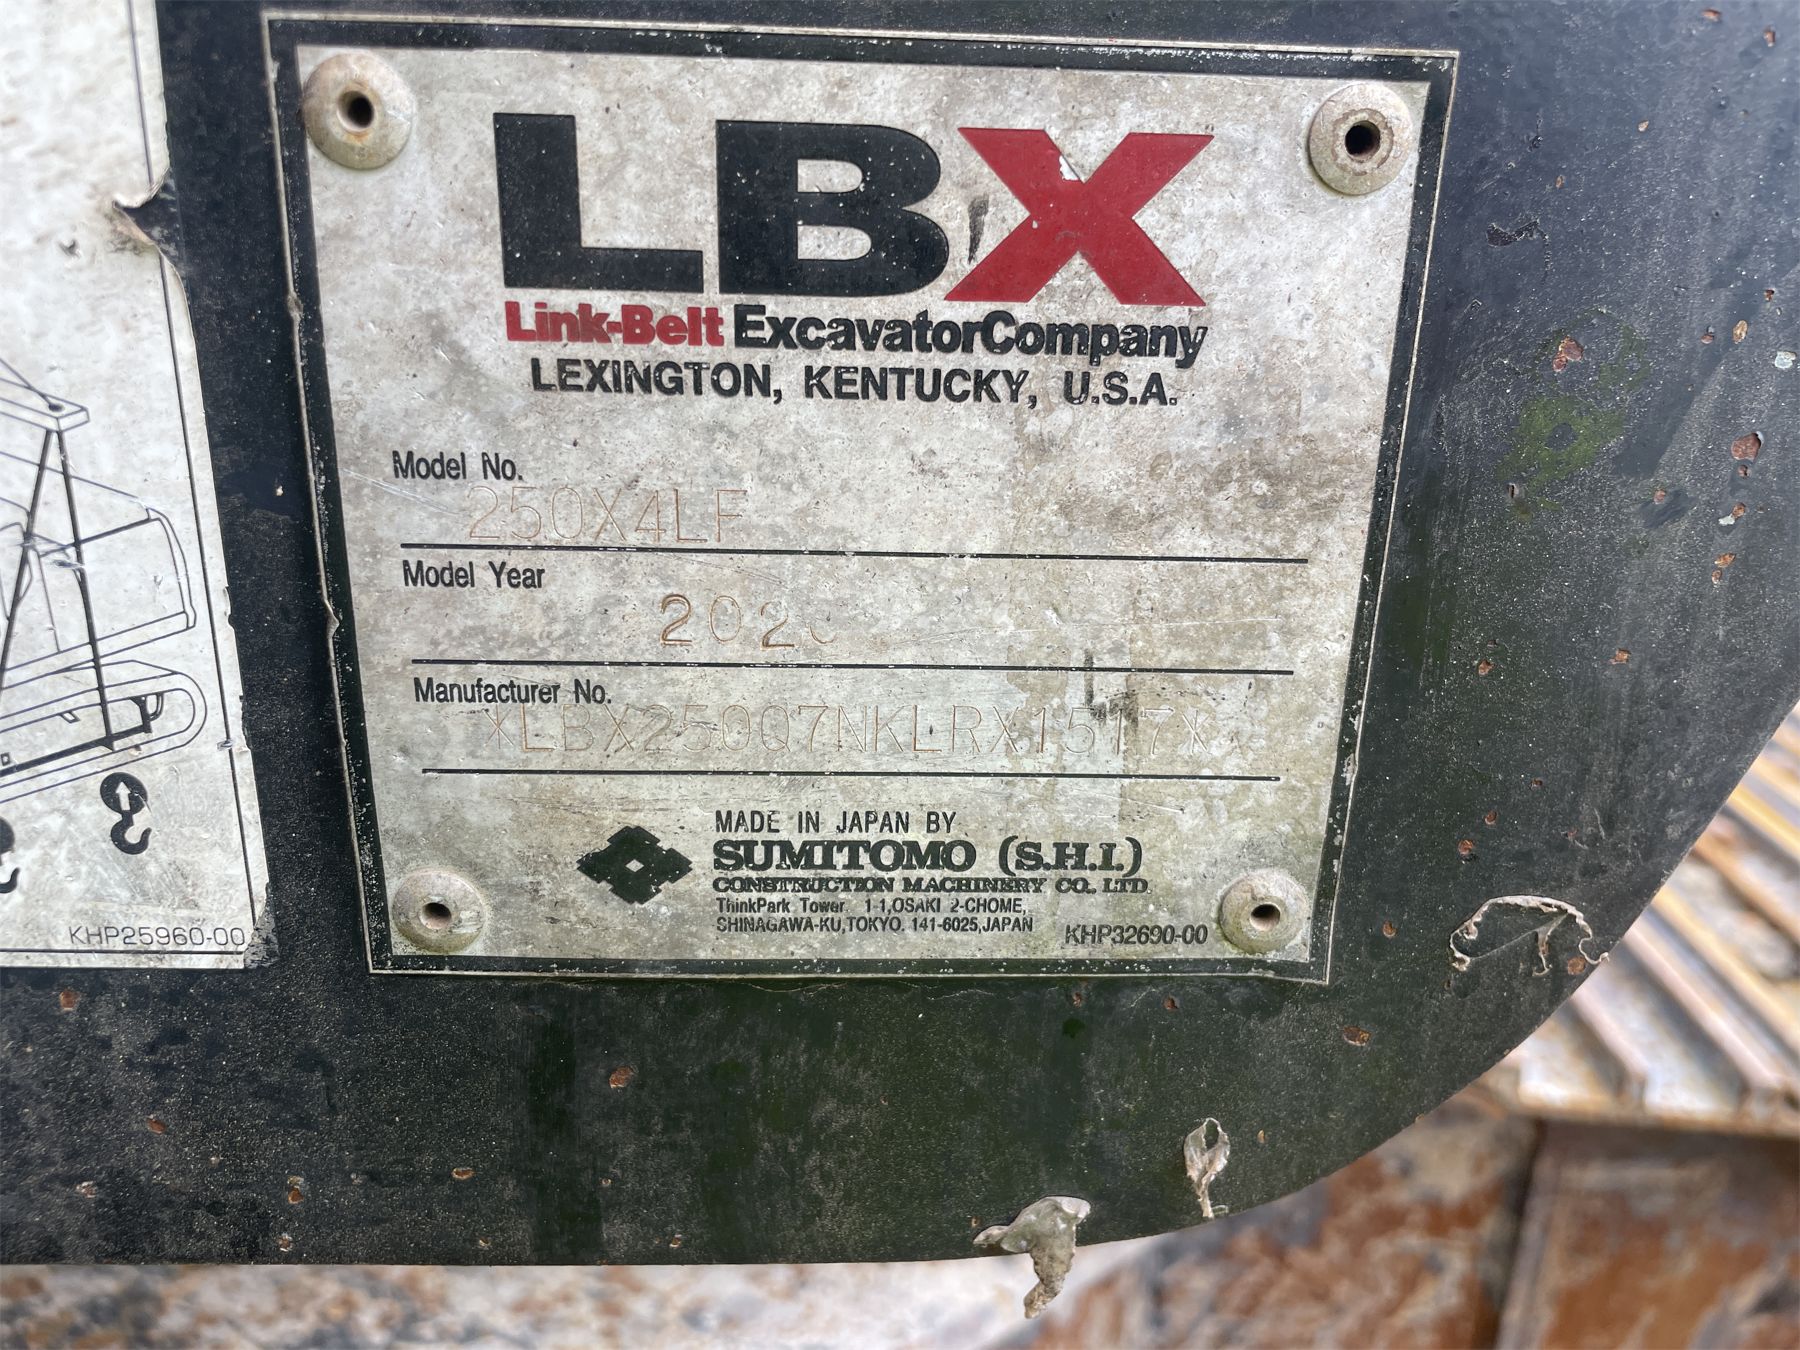 LBX
Link-Belt ExcavatorCompany
LEXINGTON, KENTUCKY, U.S.A.
Model No.
250X4LF
Model Year
Manufacturer No.
*LBX250Q7NKLRX1517*
MADE IN JAPAN BY
SUMITOMO (S.H.I.)
CONSTRUCTION MACHINERY CO., LTD.
ThinkPark Tower 1-1,OSAKI 2-CHOME,
SHINAGAWA-KU,TOKYO. 141-6025,JAPAN
KHP32690-00
KHP25960-00